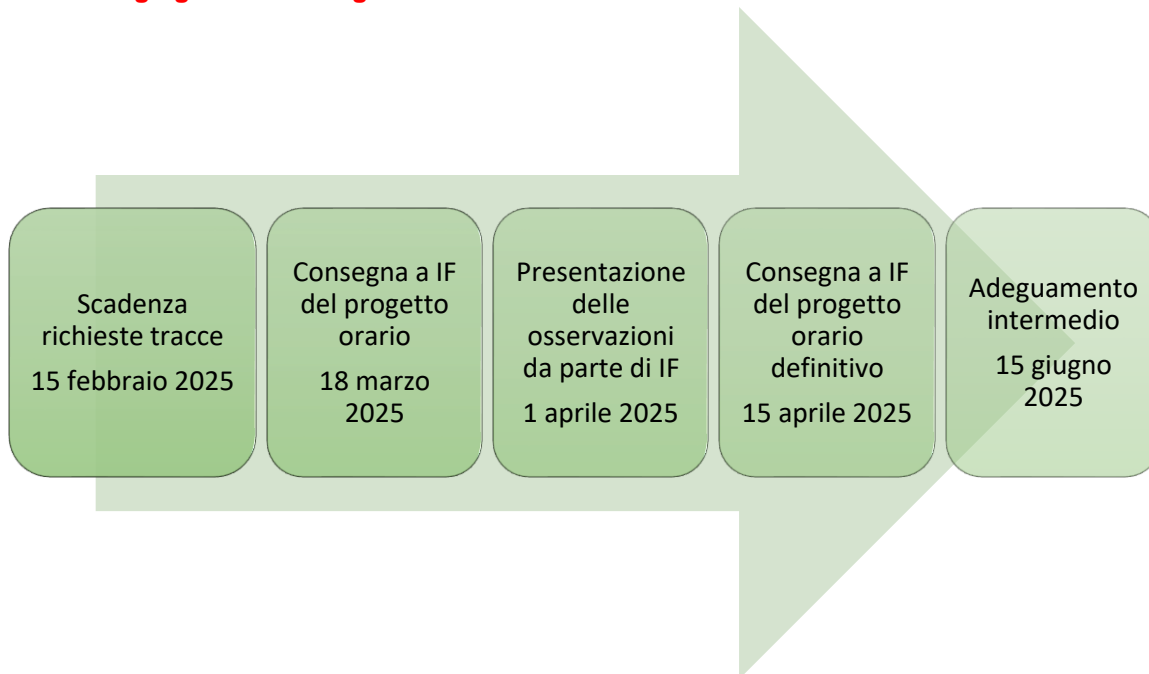 Scadenza
richieste tracce
15 febbraio 2025
Consegna a IF
del progetto
orario
18 marzo
2025
Presentazione
delle
osservazioni
da parte di IF
1 aprile 2025
Consegna a IF
del progetto
orario
definitivo
15 aprile 2025
Adeguamento
intermedio
15 giugno
2025